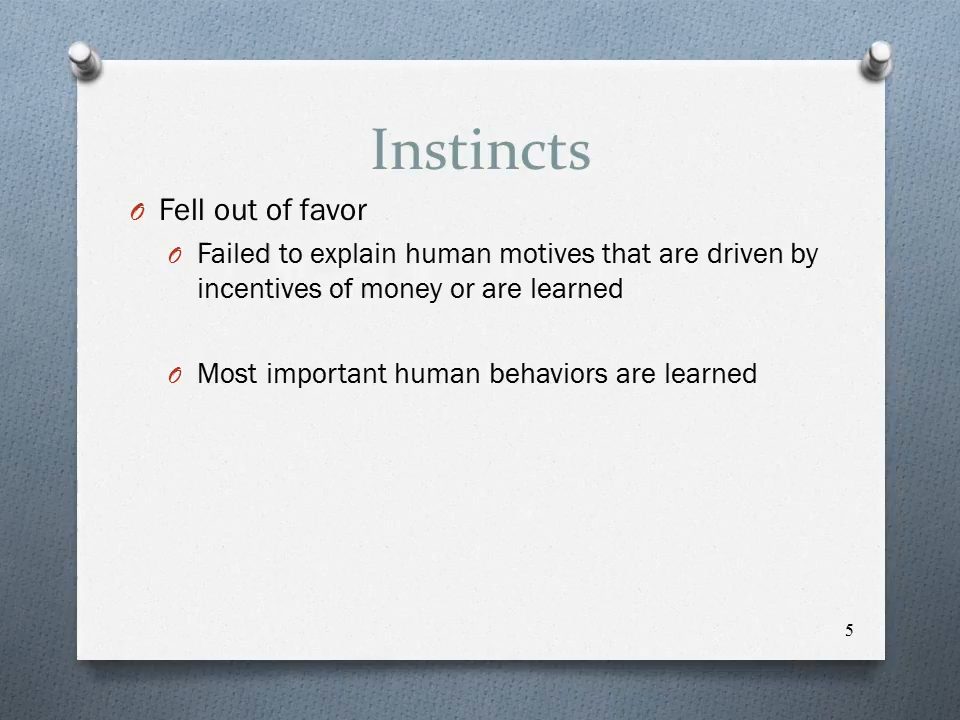 Instincts
Fell out of favor
Failed to explain human motives that are driven by
incentives of money or are learned
Most important human behaviors are learned
5